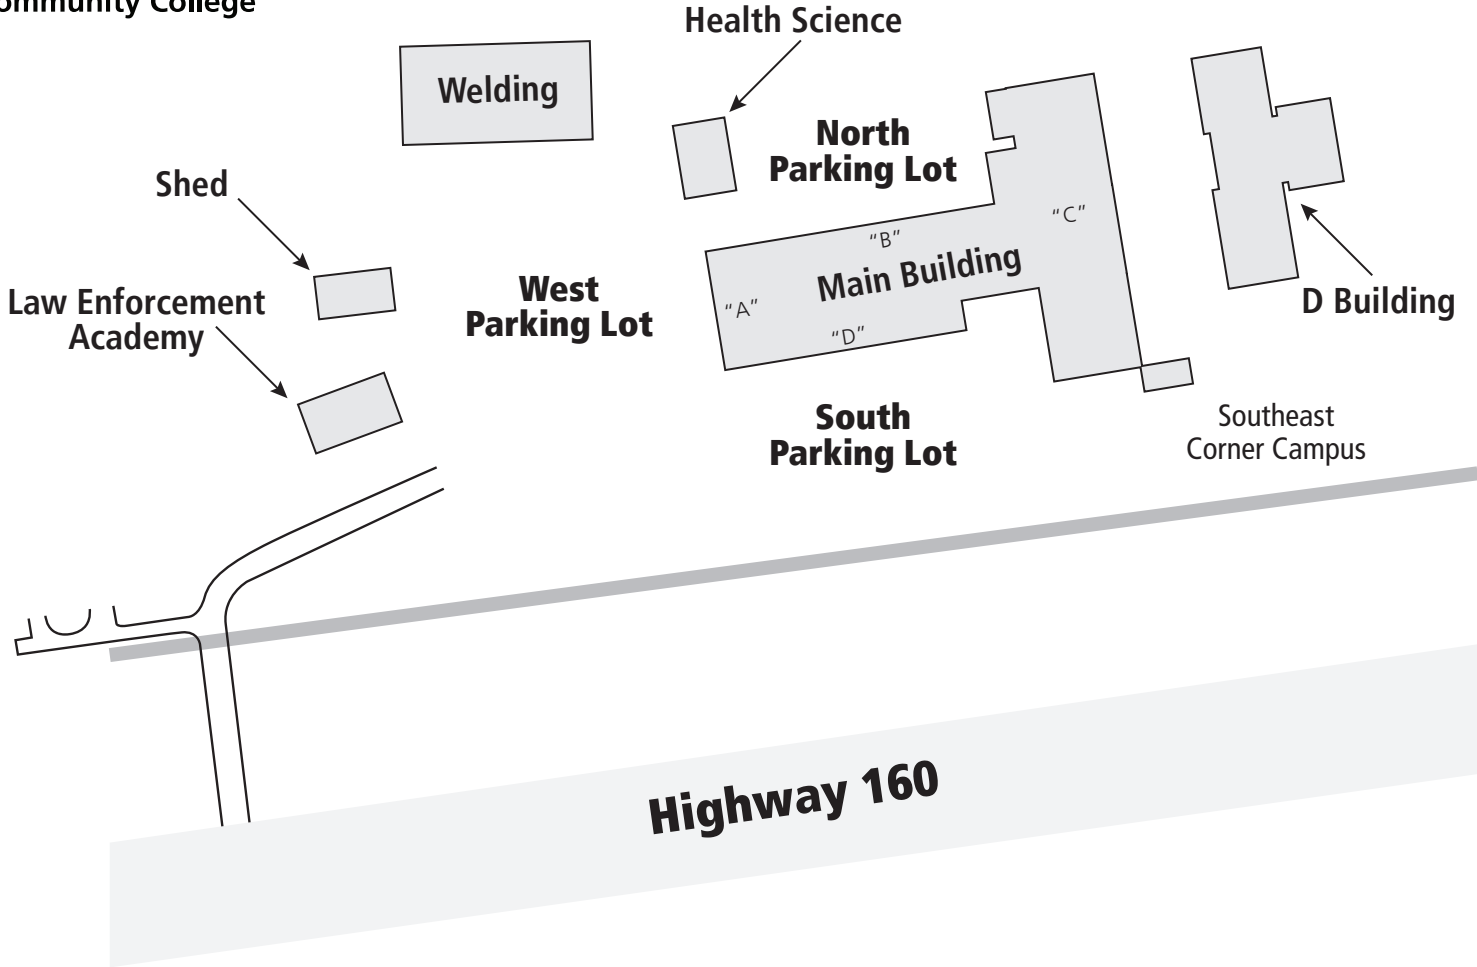 Community College
Health Science
Welding
North
Parking Lot
Shed
"C"
"B"
Main Building
West
Parking Lot
"A"
"D"
Law Enforcement
Academy
D Building
South
Parking Lot
Southeast
Corner Campus
Highway 160